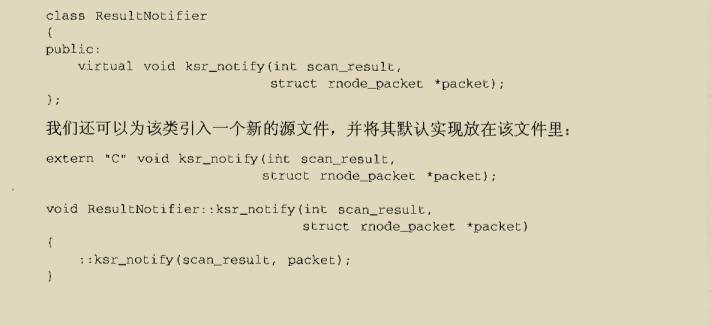 class ResultNotifier
{
public:
    virtual void ksr_notify(int scan_result,
                            struct rnode_packet *packet);
};
我们还可以为该类引入一个新的源文件，并将其默认实现放在该文件里：
extern "C" void ksr_notify(int scan_result,
                           struct rnode_packet *packet);
void ResultNotifier::ksr_notify(int scan_result,
                                struct rnode_packet *packet)
{
    ::ksr_notify(scan_result, packet);
}